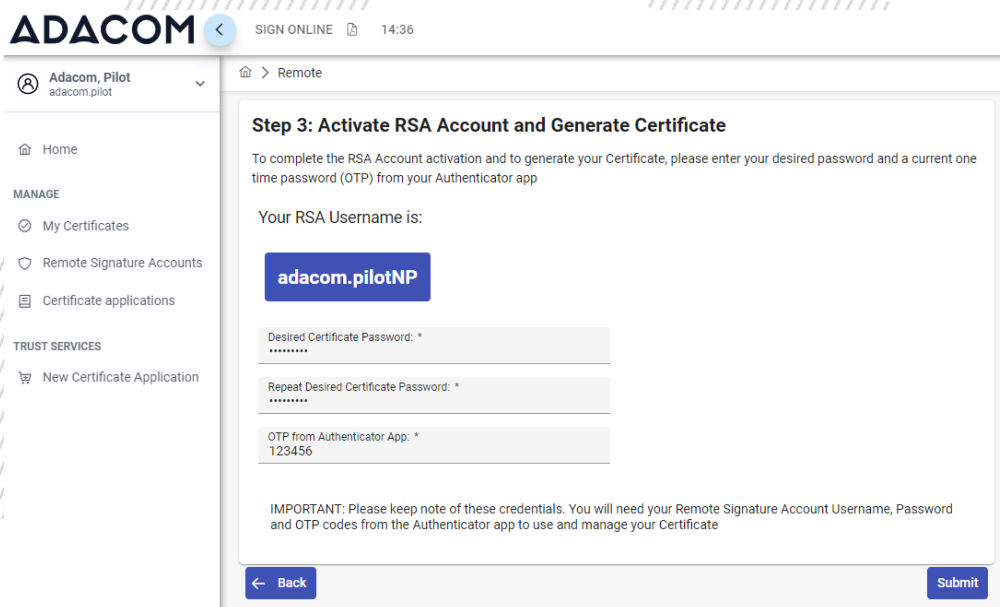 ADACOM
SIGN ONLINE 14:36
Adacom, Pilot
adacom.pilot
Home
MANAGE
My Certificates
Remote Signature Accounts
Certificate applications
TRUST SERVICES
New Certificate Application
Remote
Step 3: Activate RSA Account and Generate Certificate
To complete the RSA Account activation and to generate your Certificate, please enter your desired password and a current one
time password (OTP) from your Authenticator app
Your RSA Username is:
adacom.pilotNP
Desired Certificate Password: *
•••••••••
Repeat Desired Certificate Password: *
•••••••••
OTP from Authenticator App: *
123456
IMPORTANT: Please keep note of these credentials. You will need your Remote Signature Account Username, Password
and OTP codes from the Authenticator app to use and manage your Certificate
Back
Submit